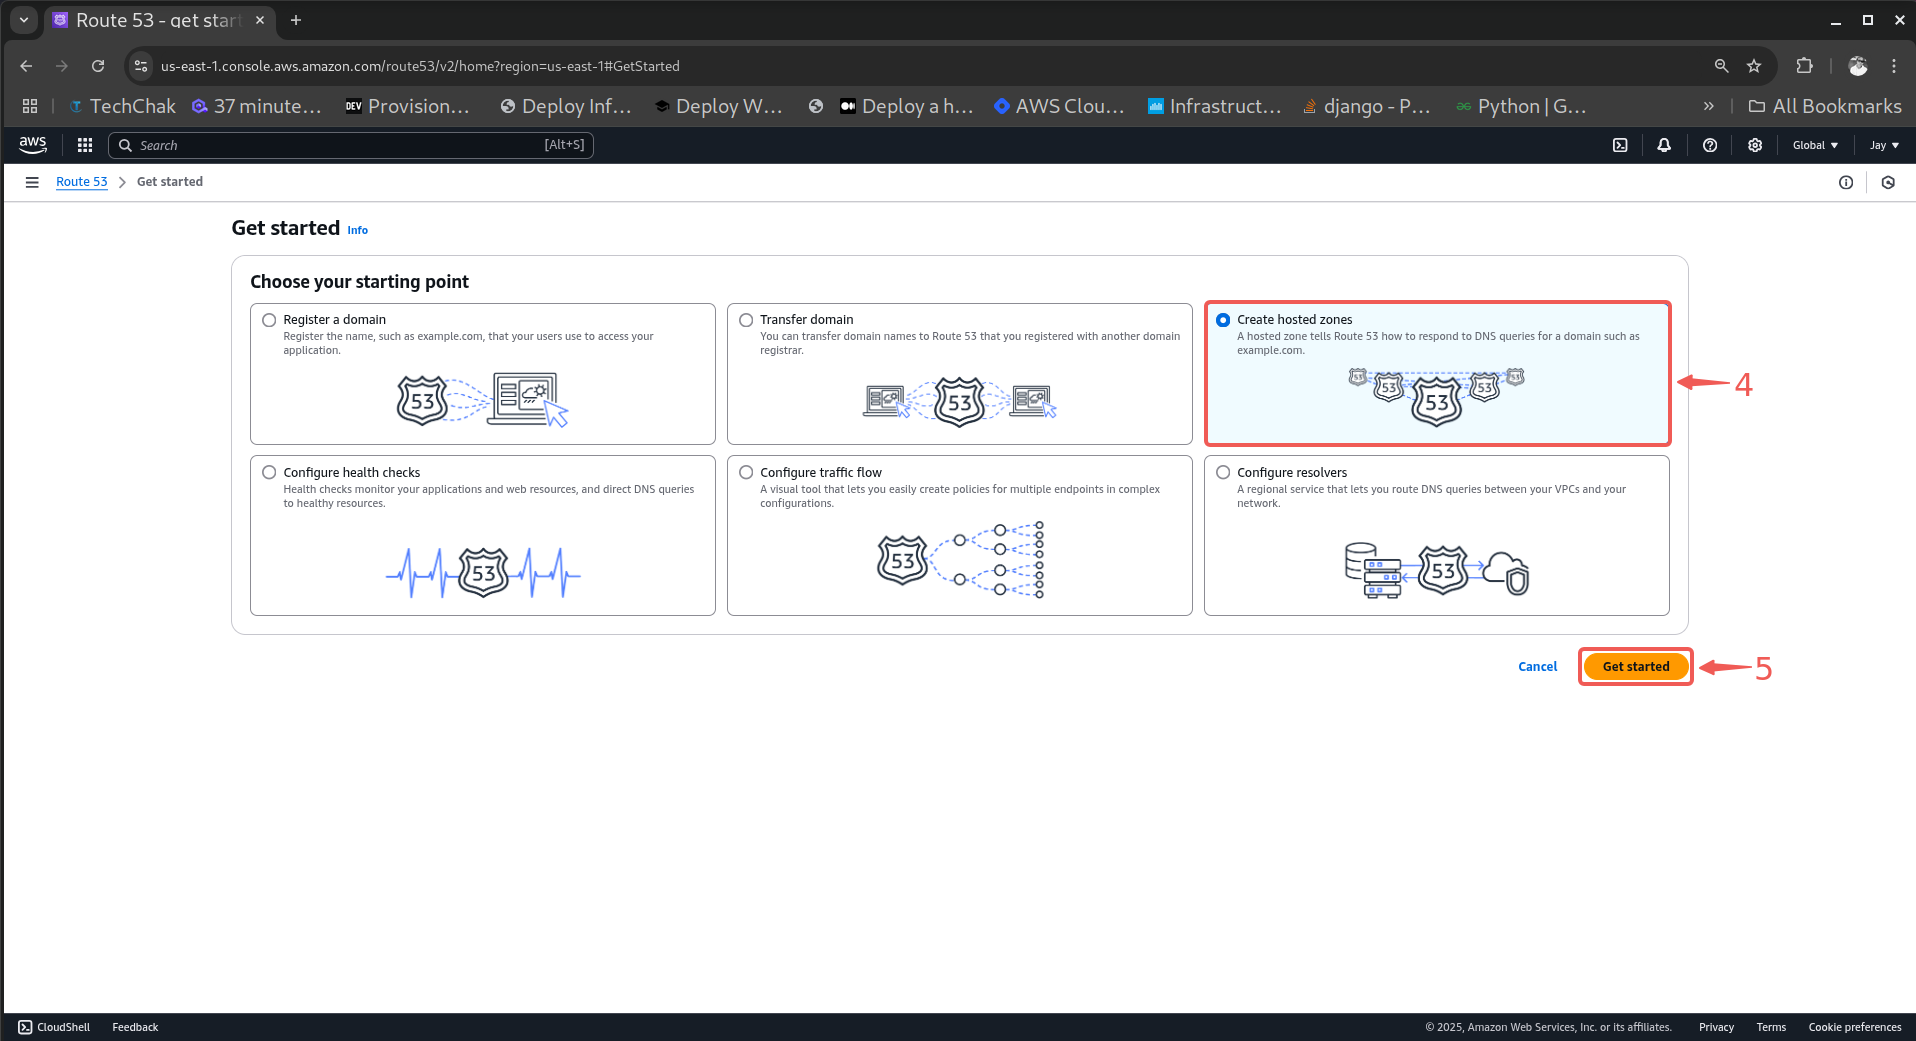 Route 53 - get start
us-east-1.console.aws.amazon.com/route53/v2/home?region=us-east-1#GetStarted
TechChak
37 minute...
DEV
Provision...
Deploy Inf...
Deploy W...
Deploy a h...
AWS Clou...
Infrastruct...
django - P...
Python | G...
All Bookmarks
aws
Search
[Alt+S]
Global
Jay
Route 53 > Get started
Get started Info
Choose your starting point
Register a domain
Register the name, such as example.com, that your users use to access your
application.
53
Transfer domain
You can transfer domain names to Route 53 that you registered with another domain
registrar.
53
Create hosted zones
A hosted zone tells Route 53 how to respond to DNS queries for a domain such as
example.com.
53 53 53 53 53
4
Configure health checks
Health checks monitor your applications and web resources, and direct DNS queries
to healthy resources.
53
Configure traffic flow
A visual tool that lets you easily create policies for multiple endpoints in complex
configurations.
53
Configure resolvers
A regional service that lets you route DNS queries between your VPCs and your
network.
53
Cancel
Get started
5
CloudShell
Feedback
© 2025, Amazon Web Services, Inc. or its affiliates.
Privacy
Terms
Cookie preferences